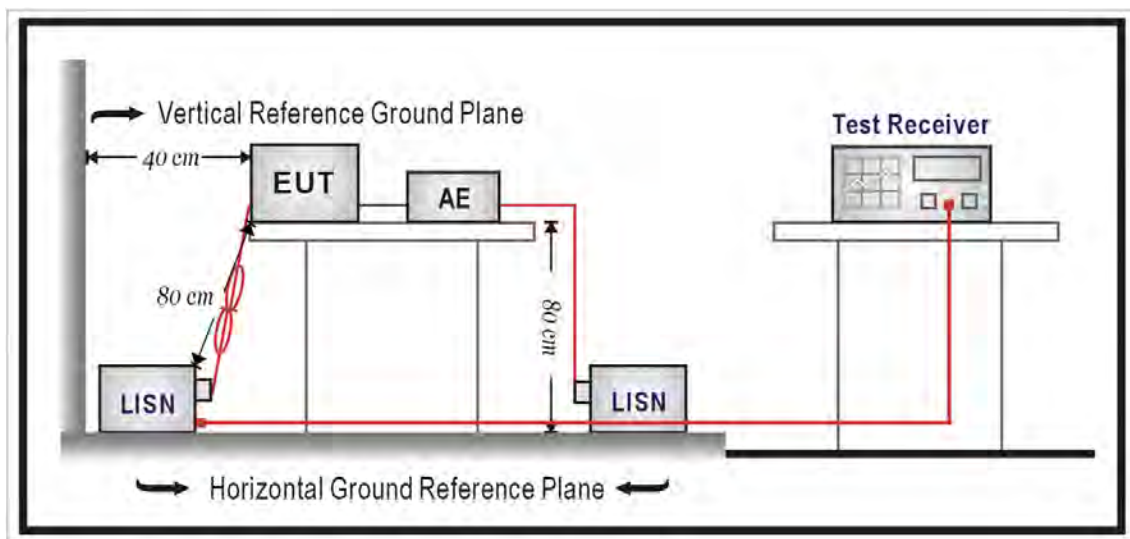 Vertical Reference Ground Plane
Test Receiver
40 cm
EUT
AE
80 cm
80 cm
LISN
LISN
Horizontal Ground Reference Plane